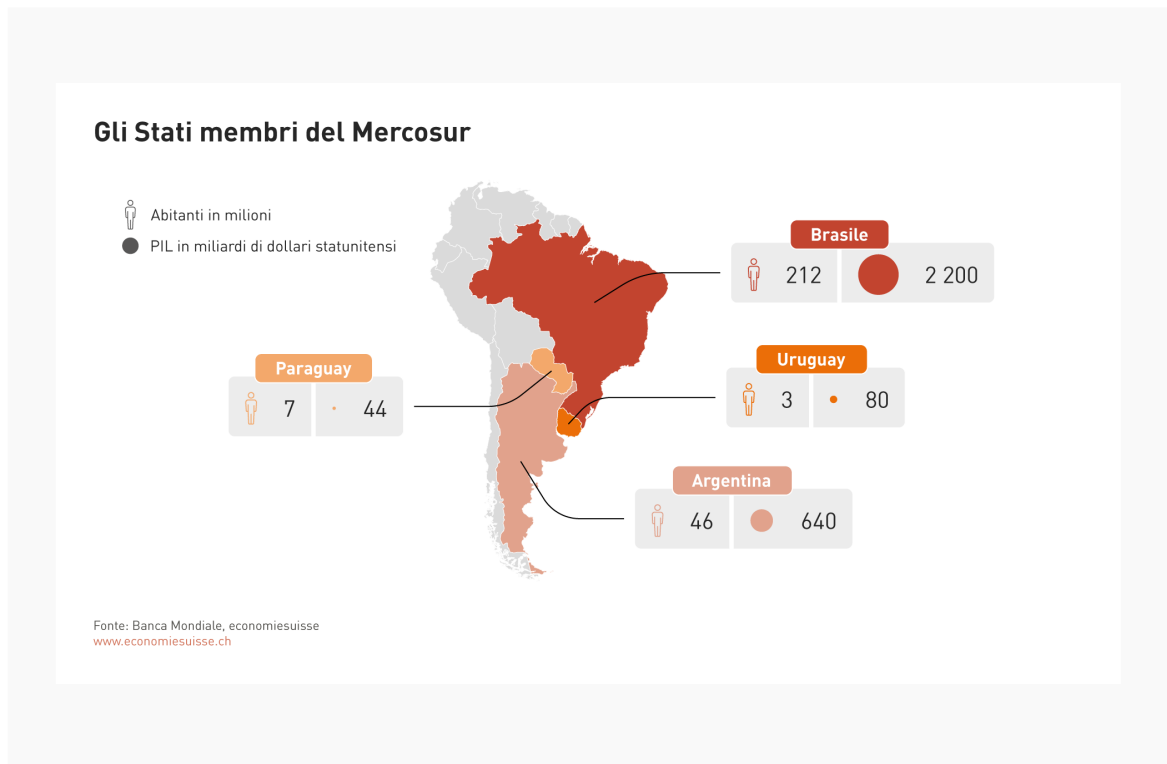 Gli Stati membri del Mercosur
Abitanti in milioni
PIL in miliardi di dollari statunitensi
Brasile
212
2 200
Paraguay
7
44
Uruguay
3
80
Argentina
46
640
Fonte: Banca Mondiale, economiesuisse
www.economiesuisse.ch